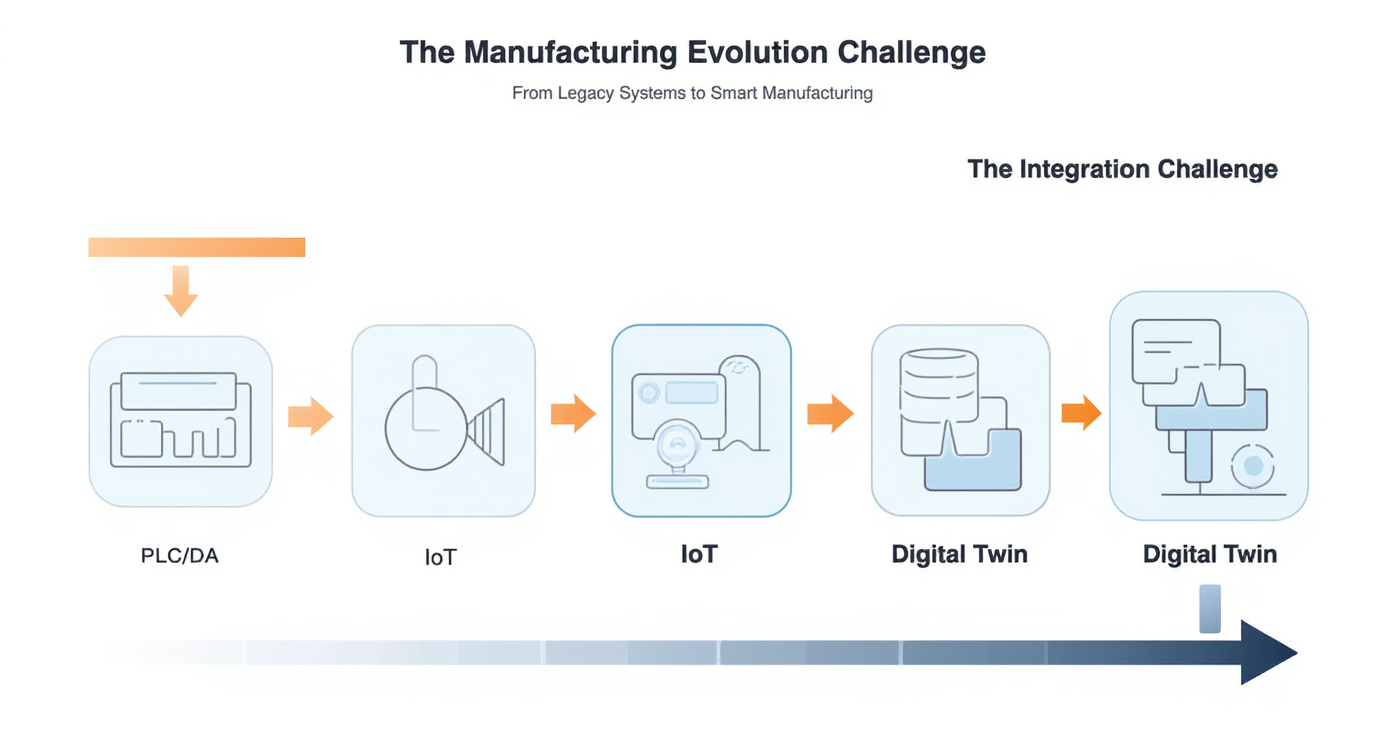 The Manufacturing Evolution Challenge
From Legacy Systems to Smart Manufacturing
The Integration Challenge
PLC/DA
IoT
IoT
Digital Twin
Digital Twin